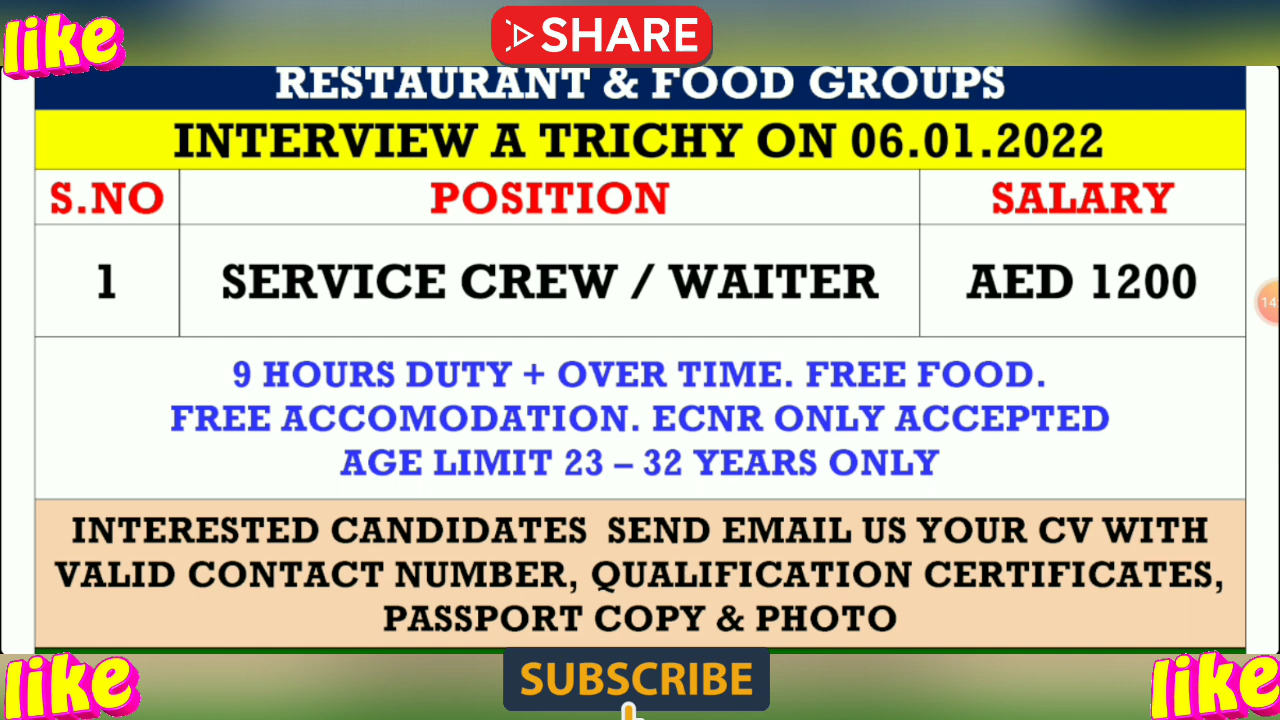 like
SHARE
RESTAURANT & FOOD GROUPS
INTERVIEW A TRICHY ON 06.01.2022
S.NO POSITION SALARY
1 SERVICE CREW / WAITER AED 1200
14
9 HOURS DUTY + OVER TIME. FREE FOOD.
FREE ACCOMODATION. ECNR ONLY ACCEPTED
AGE LIMIT 23 – 32 YEARS ONLY
INTERESTED CANDIDATES SEND EMAIL US YOUR CV WITH
VALID CONTACT NUMBER, QUALIFICATION CERTIFICATES,
PASSPORT COPY & PHOTO
like
SUBSCRIBE
like